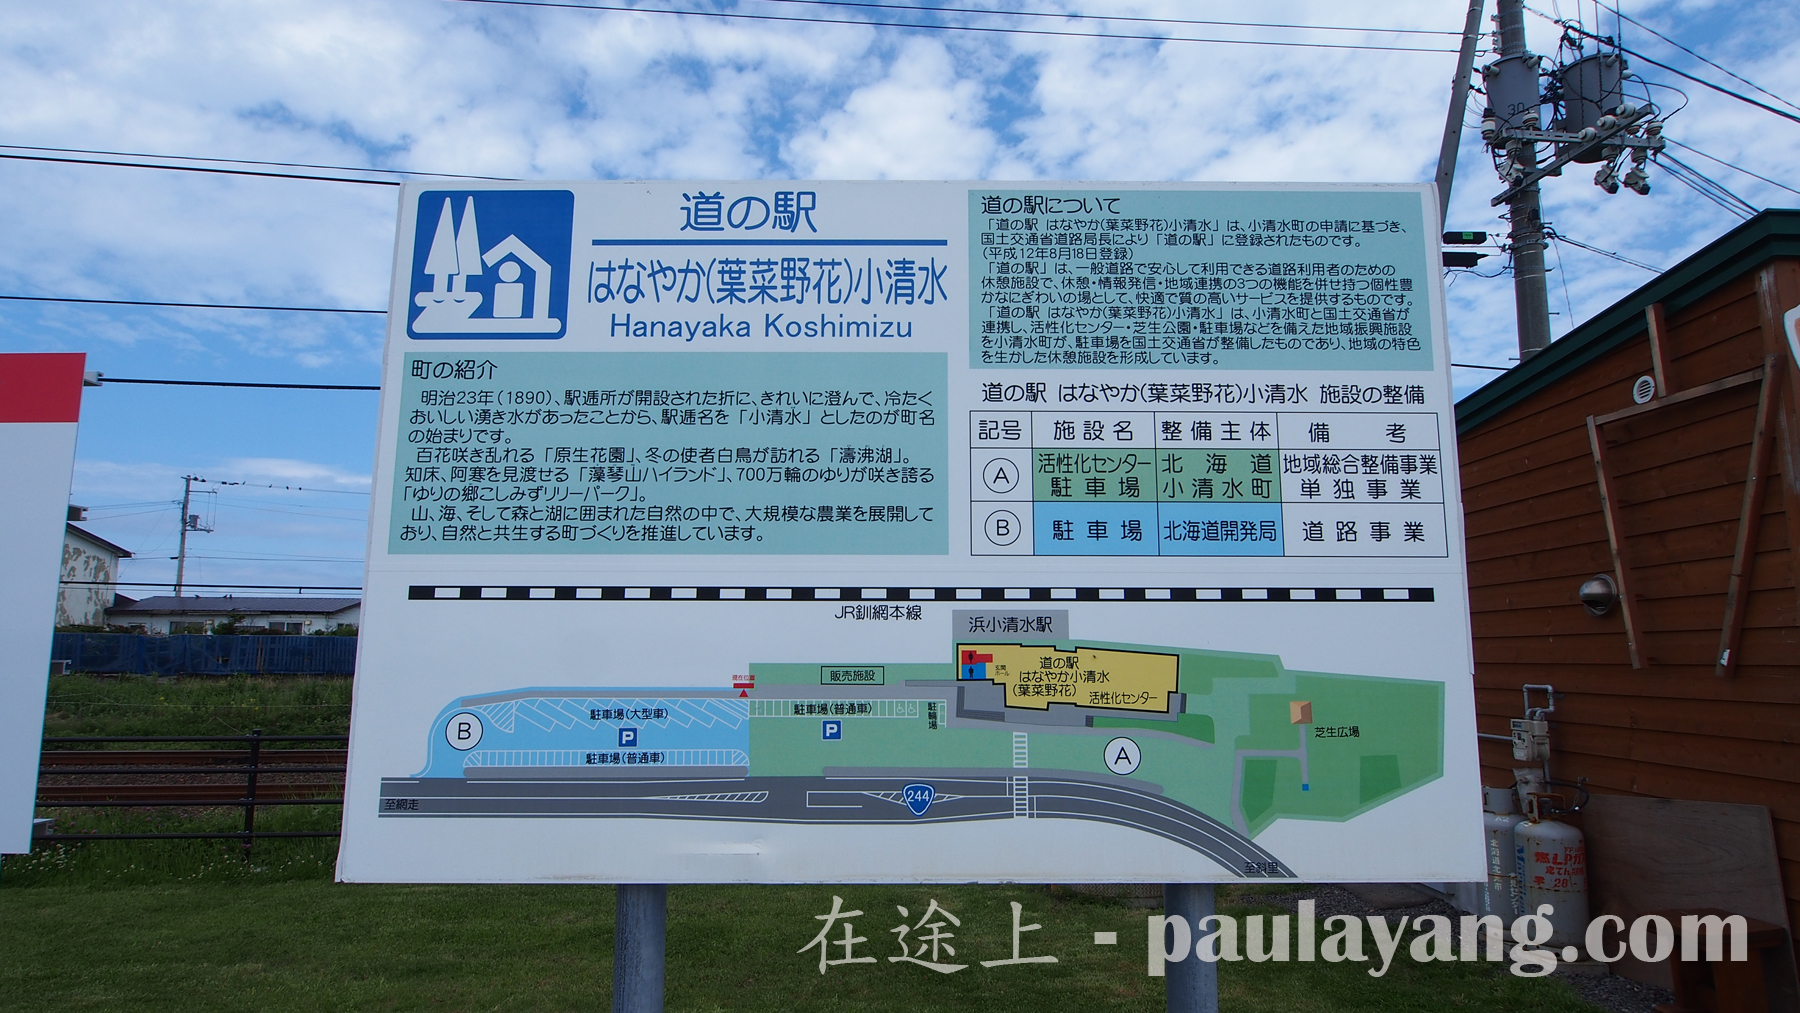 道の駅
はなやか(葉菜野花)小清水
Hanayaka Koshimizu
町の紹介
明治23年(1890)、駅逓所が開設された折に、きれいに澄んで、冷たく
おいしい湧き水があったことから、駅逓名を「小清水」としたのが町名
の始まりです。
百花咲き乱れる「原生花園」、冬の使者白鳥が訪れる「濤沸湖」。
知床、阿寒を見渡せる「藻琴山ハイランド」、700万輪のゆりが咲き誇る
「ゆりの郷こしみずリリーパーク」。
山、海、そして森と湖に囲まれた自然の中で、大規模な農業を展開して
おり、自然と共生する町づくりを推進しています。
道の駅について
「道の駅 はなやか(葉菜野花)小清水」は、小清水町の申請に基づき、
国土交通省道路局長により「道の駅」に登録されたものです。
(平成12年8月18日登録)
「道の駅」は、一般道路で安心して利用できる道路利用者のための
休憩施設で、休憩・情報発信・地域連携の3つの機能を併せ持つ個性豊
かなにぎわいの場として、快適で質の高いサービスを提供するものです。
「道の駅 はなやか(葉菜野花)小清水」は、小清水町と国土交通省が
連携し、活性化センター・芝生公園・駐車場などを備えた地域振興施設
を小清水町が、駐車場を国土交通省が整備したものであり、地域の特色
を生かした休憩施設を形成しています。
道の駅 はなやか(葉菜野花)小清水 施設の整備
記号 施設名 整備主体 備考
A 活性化センター 駐車場 北海道 小清水町 地域総合整備事業 単独事業
B 駐車場 北海道開発局 道路事業
JR釧網本線
浜小清水駅
道の駅
はなやか小清水
(葉菜野花)
活性化センター
玄関
ホール
販売施設
現在位置
駐車場(大型車)
駐車場(普通車)
駐輪場
B
P
P
駐車場(普通車)
A
芝生広場
244
至網走
至斜里
30
在途上 - paulayang.com